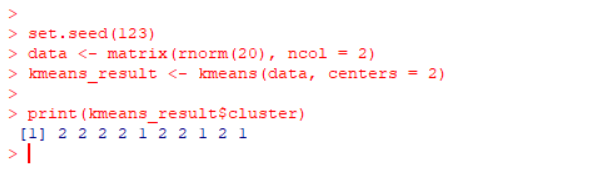 >
> set.seed(123)
> data <- matrix(rnorm(20), ncol = 2)
> kmeans_result <- kmeans(data, centers = 2)
>
> print(kmeans_result$cluster)
[1] 2 2 2 2 1 2 2 1 2 1
>